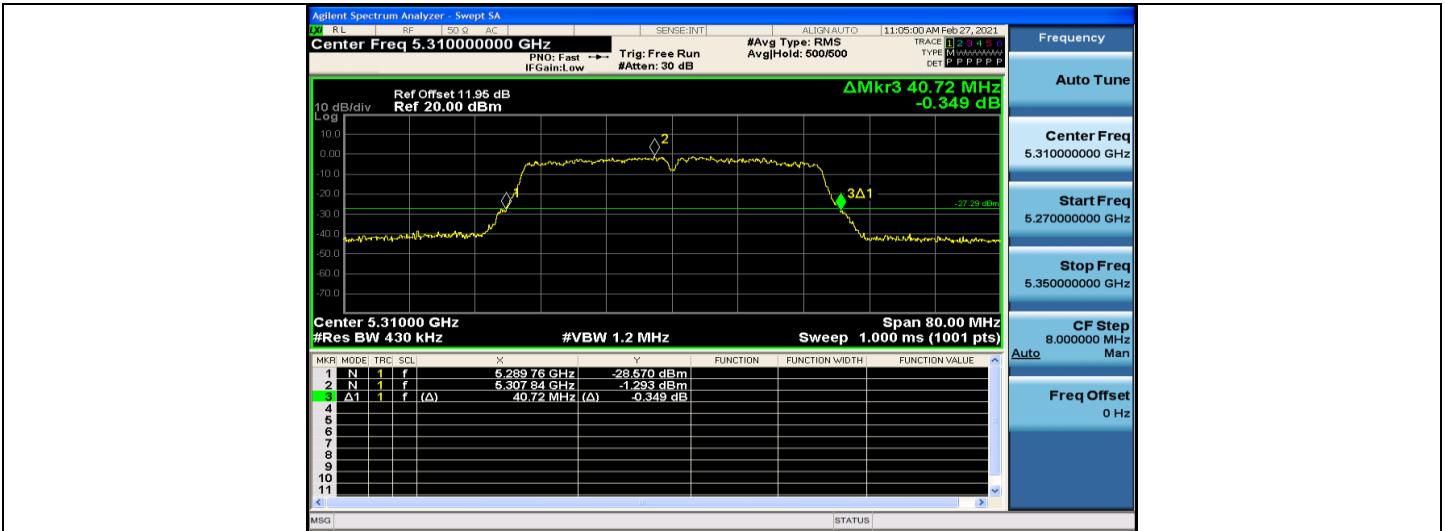 Agilent Spectrum Analyzer - Swept SA
LXI RL RF 50 Ω AC SENSE:INT ALIGN AUTO 11:05:00 AM Feb 27, 2021
Center Freq 5.310000000 GHz
PNO: Fast
IFGain:Low
Trig: Free Run
#Atten: 30 dB
#Avg Type: RMS
Avg|Hold: 500/500
TRACE 1 2 3 4 5 6
TYPE M
DET P P P P P P
Frequency
Auto Tune
Center Freq
5.310000000 GHz
Start Freq
5.270000000 GHz
Stop Freq
5.350000000 GHz
CF Step
8.000000 MHz
Auto Man
Freq Offset
0 Hz
ΔMkr3 40.72 MHz
-0.349 dB
Ref Offset 11.95 dB
10 dB/div Ref 20.00 dBm
Log
10.0
0.00
-10.0
-20.0
-30.0
-40.0
-50.0
-60.0
-70.0
1
2
3Δ1
-27.29 dBm
Center 5.31000 GHz Span 80.00 MHz
#Res BW 430 kHz #VBW 1.2 MHz Sweep 1.000 ms (1001 pts)
MKR MODE TRC SCL X Y FUNCTION FUNCTION WIDTH FUNCTION VALUE
1 N 1 f 5.289 76 GHz -28.570 dBm
2 N 1 f 5.307 84 GHz -1.293 dBm
3 Δ1 1 f (Δ) 40.72 MHz (Δ) -0.349 dB
4
5
6
7
8
9
10
11
MSG STATUS